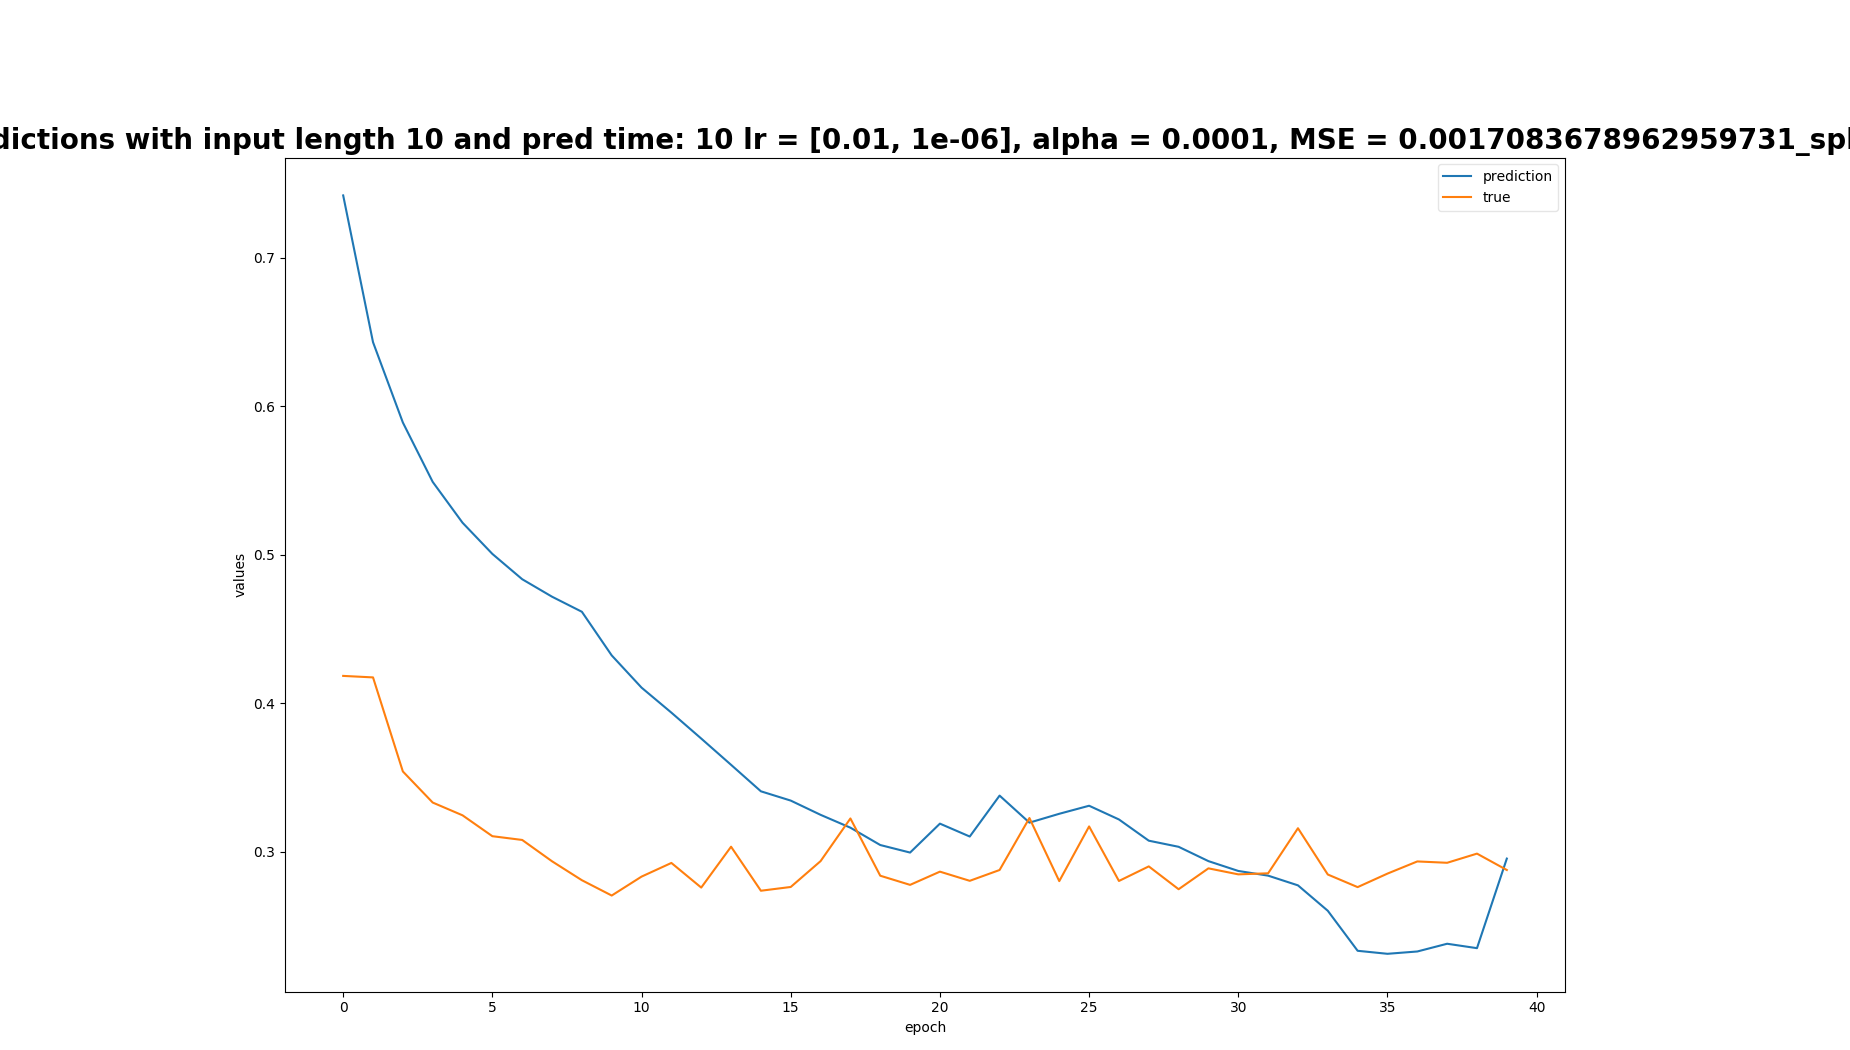 dictions with input length 10 and pred time: 10 lr = [0.01, 1e-06], alpha = 0.0001, MSE = 0.0017083678962959731_spl
prediction
true
0.7
0.6
0.5
0.4
0.3
values
0 5 10 15 20 25 30 35 40
epoch